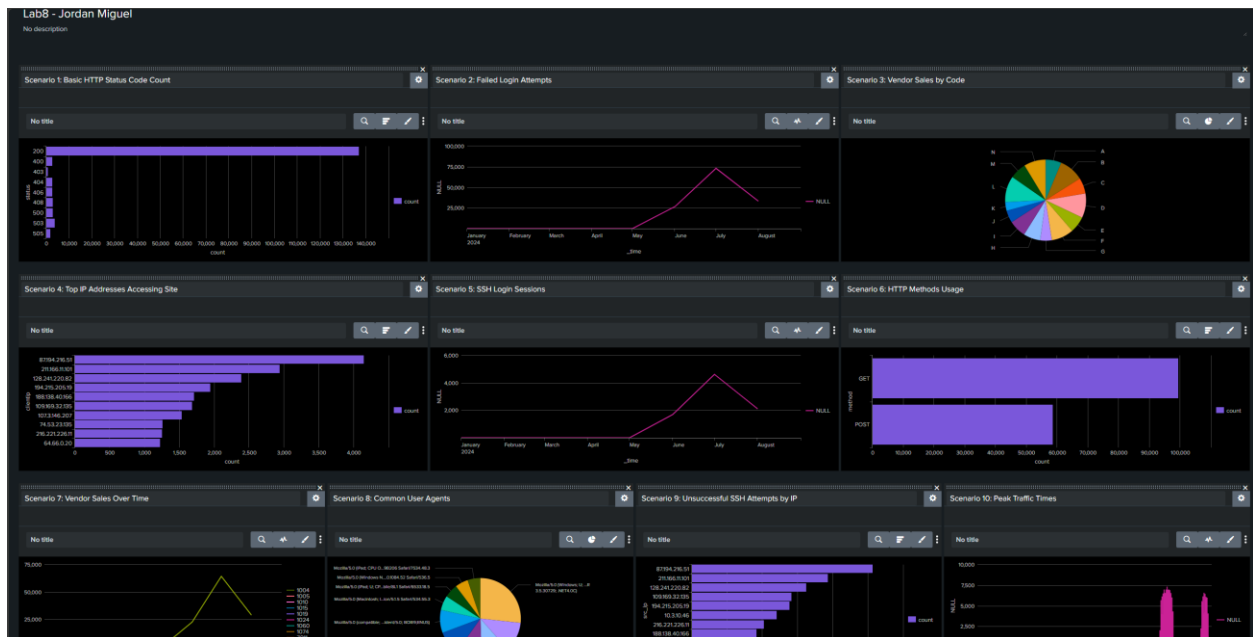 Lab8 - Jordan Miguel
No description
Scenario 1: Basic HTTP Status Code Count
No title
200
400
403
404
406
408
500
503
505
status
0 10,000 20,000 30,000 40,000 50,000 60,000 70,000 80,000 90,000 100,000 110,000 120,000 130,000 140,000
count
count
Scenario 2: Failed Login Attempts
No title
100,000
75,000
50,000
25,000
NULL
January February March April May June July August
2024
_time
NULL
Scenario 3: Vendor Sales by Code
No title
N A
M B
L C
K D
J E
I F
H G
Scenario 4: Top IP Addresses Accessing Site
No title
87.194.216.51
211.166.11.101
128.241.220.82
194.215.205.19
188.138.40.166
109.169.32.135
107.3.146.207
74.53.23.135
216.221.226.11
64.66.0.20
clientip
0 500 1,000 1,500 2,000 2,500 3,000 3,500 4,000
count
count
Scenario 5: SSH Login Sessions
No title
6,000
4,000
2,000
NULL
January February March April May June July August
2024
_time
NULL
Scenario 6: HTTP Methods Usage
No title
GET
POST
method
0 10,000 20,000 30,000 40,000 50,000 60,000 70,000 80,000 90,000 100,000
count
count
Scenario 7: Vendor Sales Over Time
No title
75,000
50,000
25,000
1004
1005
1010
1015
1019
1024
1060
1074
Scenario 8: Common User Agents
No title
Scenario 9: Unsuccessful SSH Attempts by IP
No title
87.194.216.51
211.166.11.101
128.241.220.82
109.169.32.135
194.215.205.19
10.3.10.46
216.221.226.11
188.138.40.166
src_ip
count
Scenario 10: Peak Traffic Times
No title
10,000
7,500
5,000
2,500
NULL